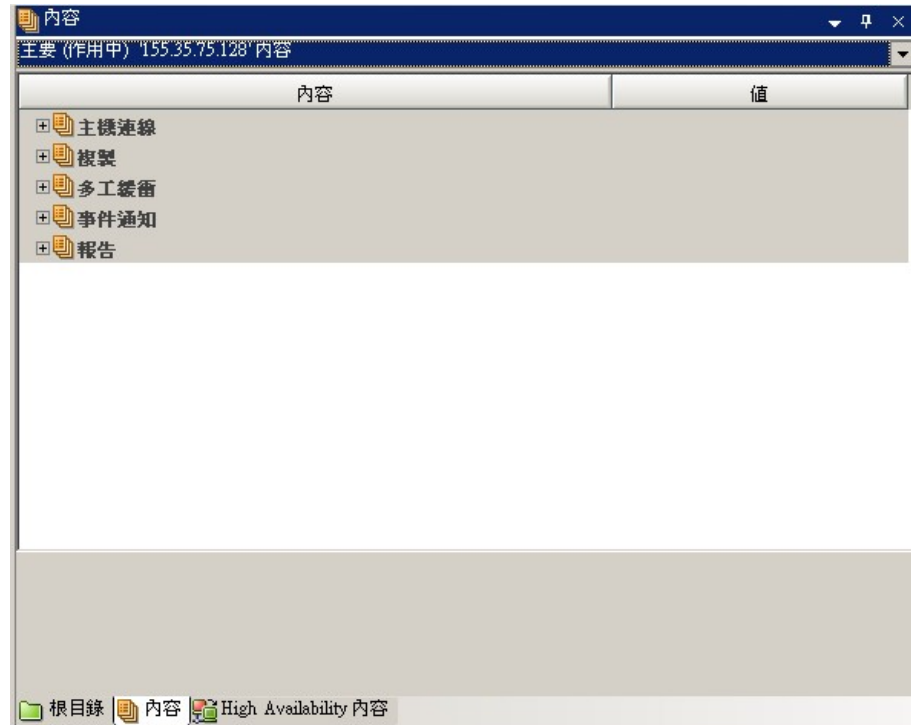 內容
主要 (作用中) '155.35.75.128' 內容
內容 值
主機連線
複製
多工緩衝
事件通知
報告
根目錄 內容 High Availability 內容